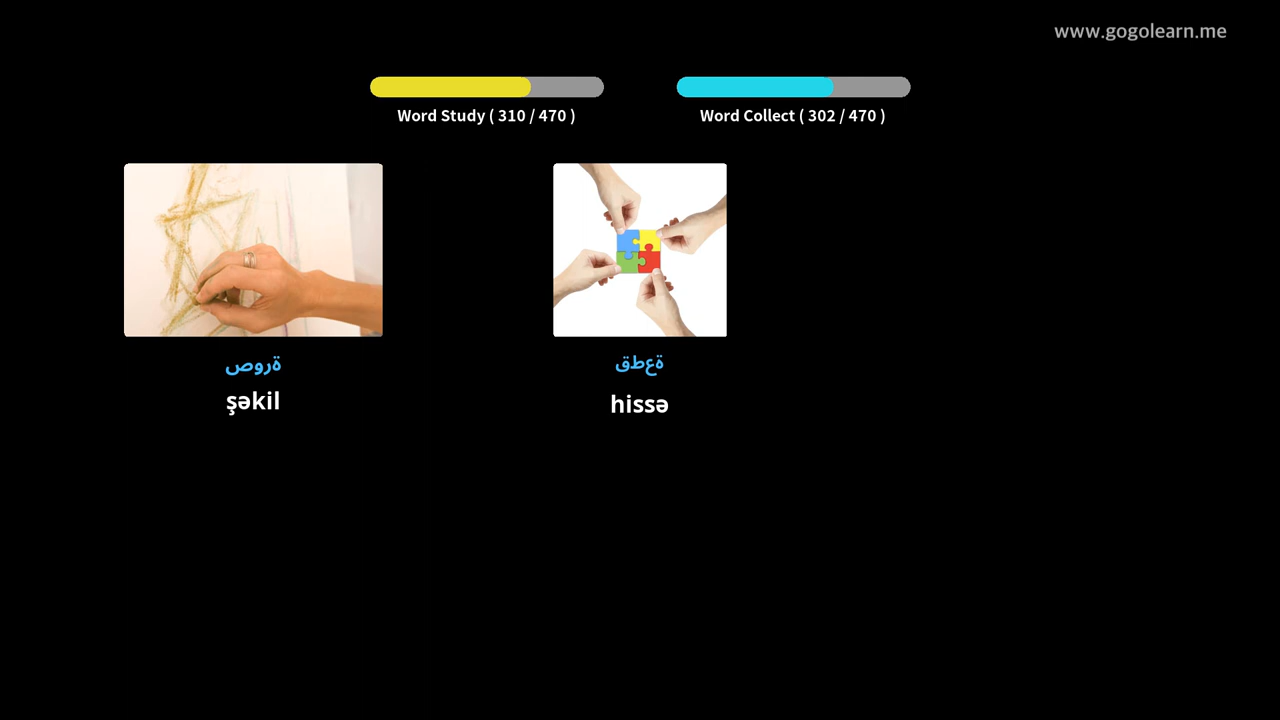 www.gogolearn.me
Word Study ( 310 / 470 )
Word Collect ( 302 / 470 )
صورة
قطعة
şəkil
hissə